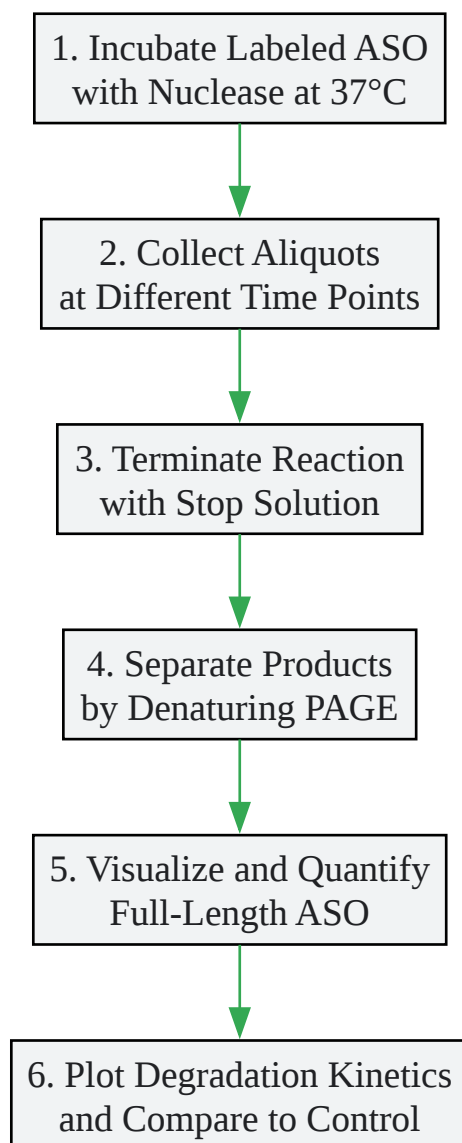 1. Incubate Labeled ASO
with Nuclease at 37°C
2. Collect Aliquots
at Different Time Points
3. Terminate Reaction
with Stop Solution
4. Separate Products
by Denaturing PAGE
5. Visualize and Quantify
Full-Length ASO
6. Plot Degradation Kinetics
and Compare to Control